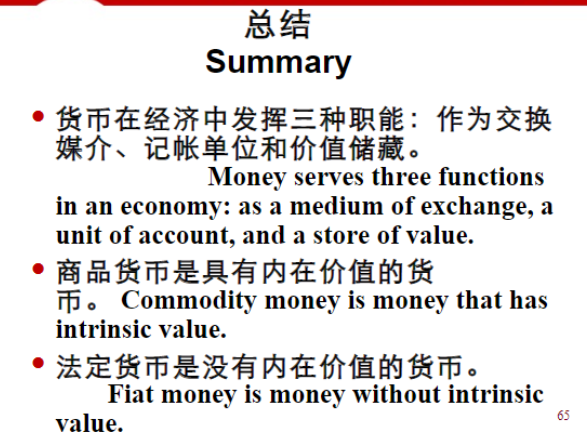 总结
Summary
• 货币在经济中发挥三种职能：作为交换
媒介、记帐单位和价值储藏。
Money serves three functions
in an economy: as a medium of exchange, a
unit of account, and a store of value.
• 商品货币是具有内在价值的货
币。 Commodity money is money that has
intrinsic value.
• 法定货币是没有内在价值的货币。
Fiat money is money without intrinsic
value.
65